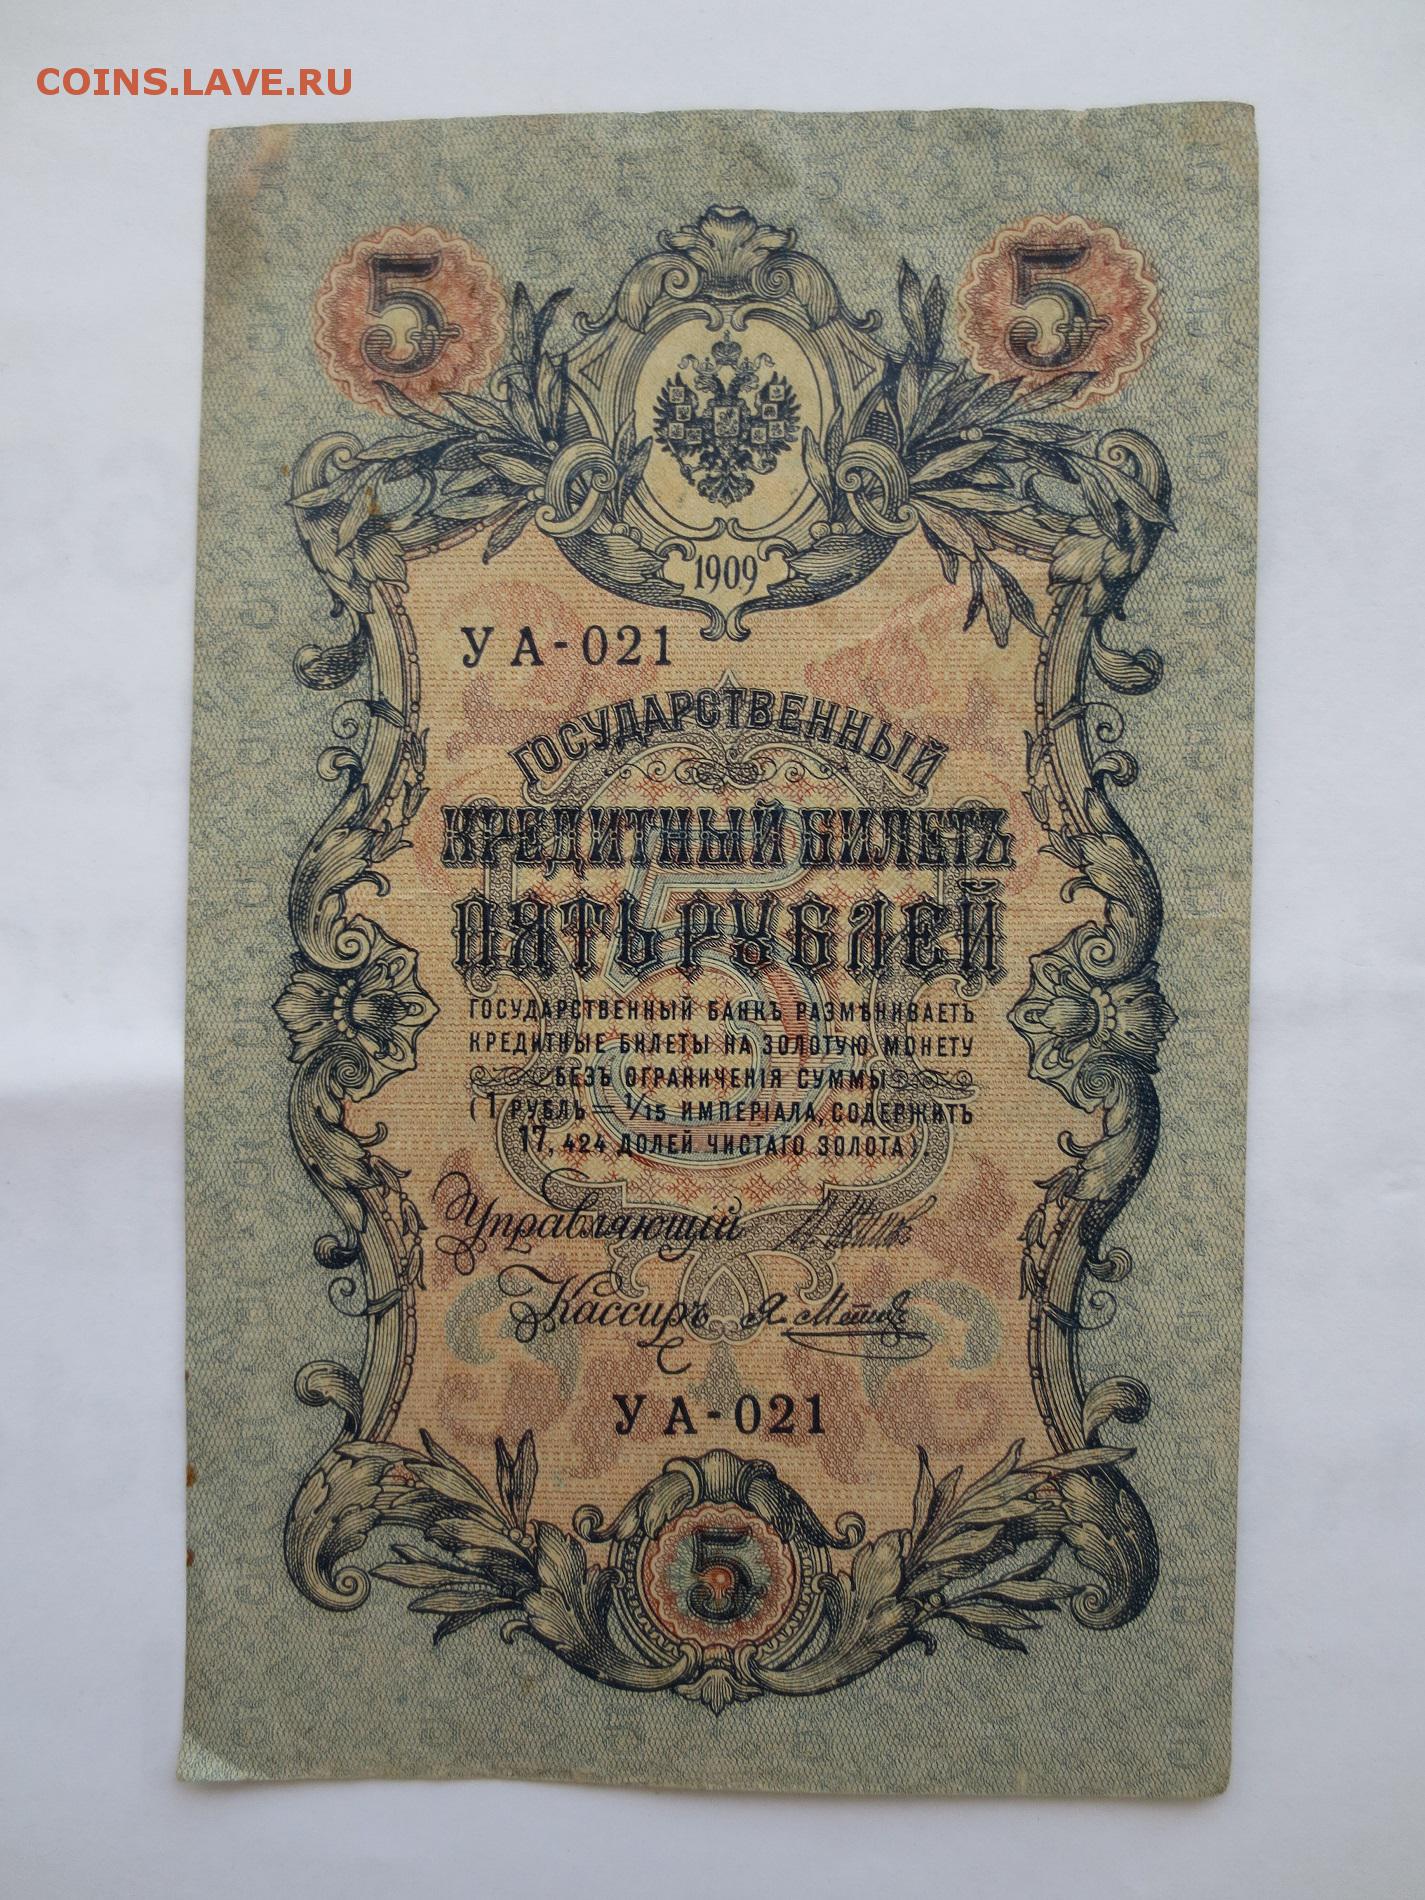 COINS.LAVE.RU
5 5
1909
УА-021
ГОСУДАРСТВЕННЫЙ
КРЕДИТНЫЙ БИЛЕТЪ
ПЯТЬ РУБЛЕЙ
ГОСУДАРСТВЕННЫЙ БАНКЪ РАЗМѢНИВАЕТЪ
КРЕДИТНЫЕ БИЛЕТЫ НА ЗОЛОТУЮ МОНЕТУ
БЕЗЪ ОГРАНИЧЕНІЯ СУММЫ
(1 РУБЛЬ = 1/15 ИМПЕРІАЛА, СОДЕРЖИТЪ
17, 424 ДОЛЕЙ ЧИСТАГО ЗОЛОТА).
Управляющій
Кассиръ
УА-021
5